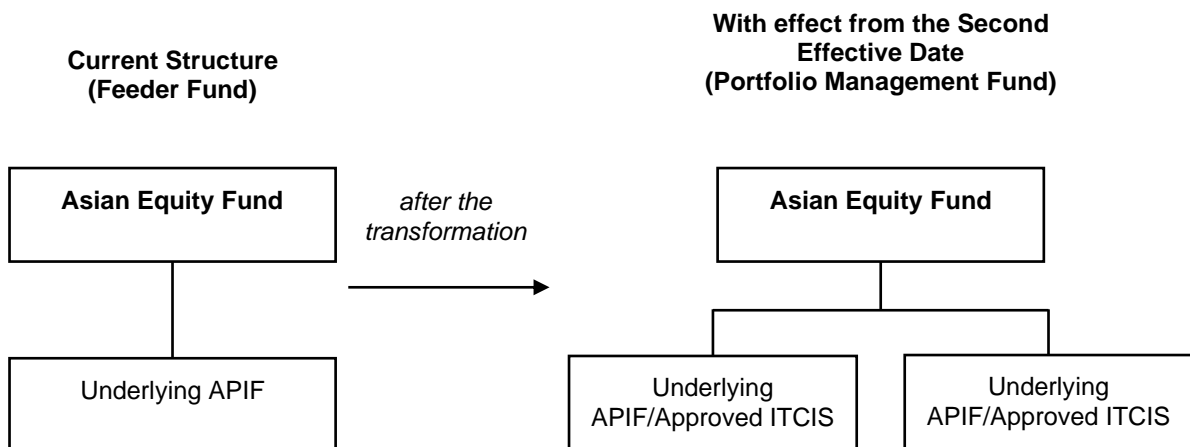 Current Structure
(Feeder Fund)
With effect from the Second
Effective Date
(Portfolio Management Fund)
Asian Equity Fund
after the
transformation
Asian Equity Fund
Underlying APIF
Underlying
APIF/Approved ITCIS
Underlying
APIF/Approved ITCIS